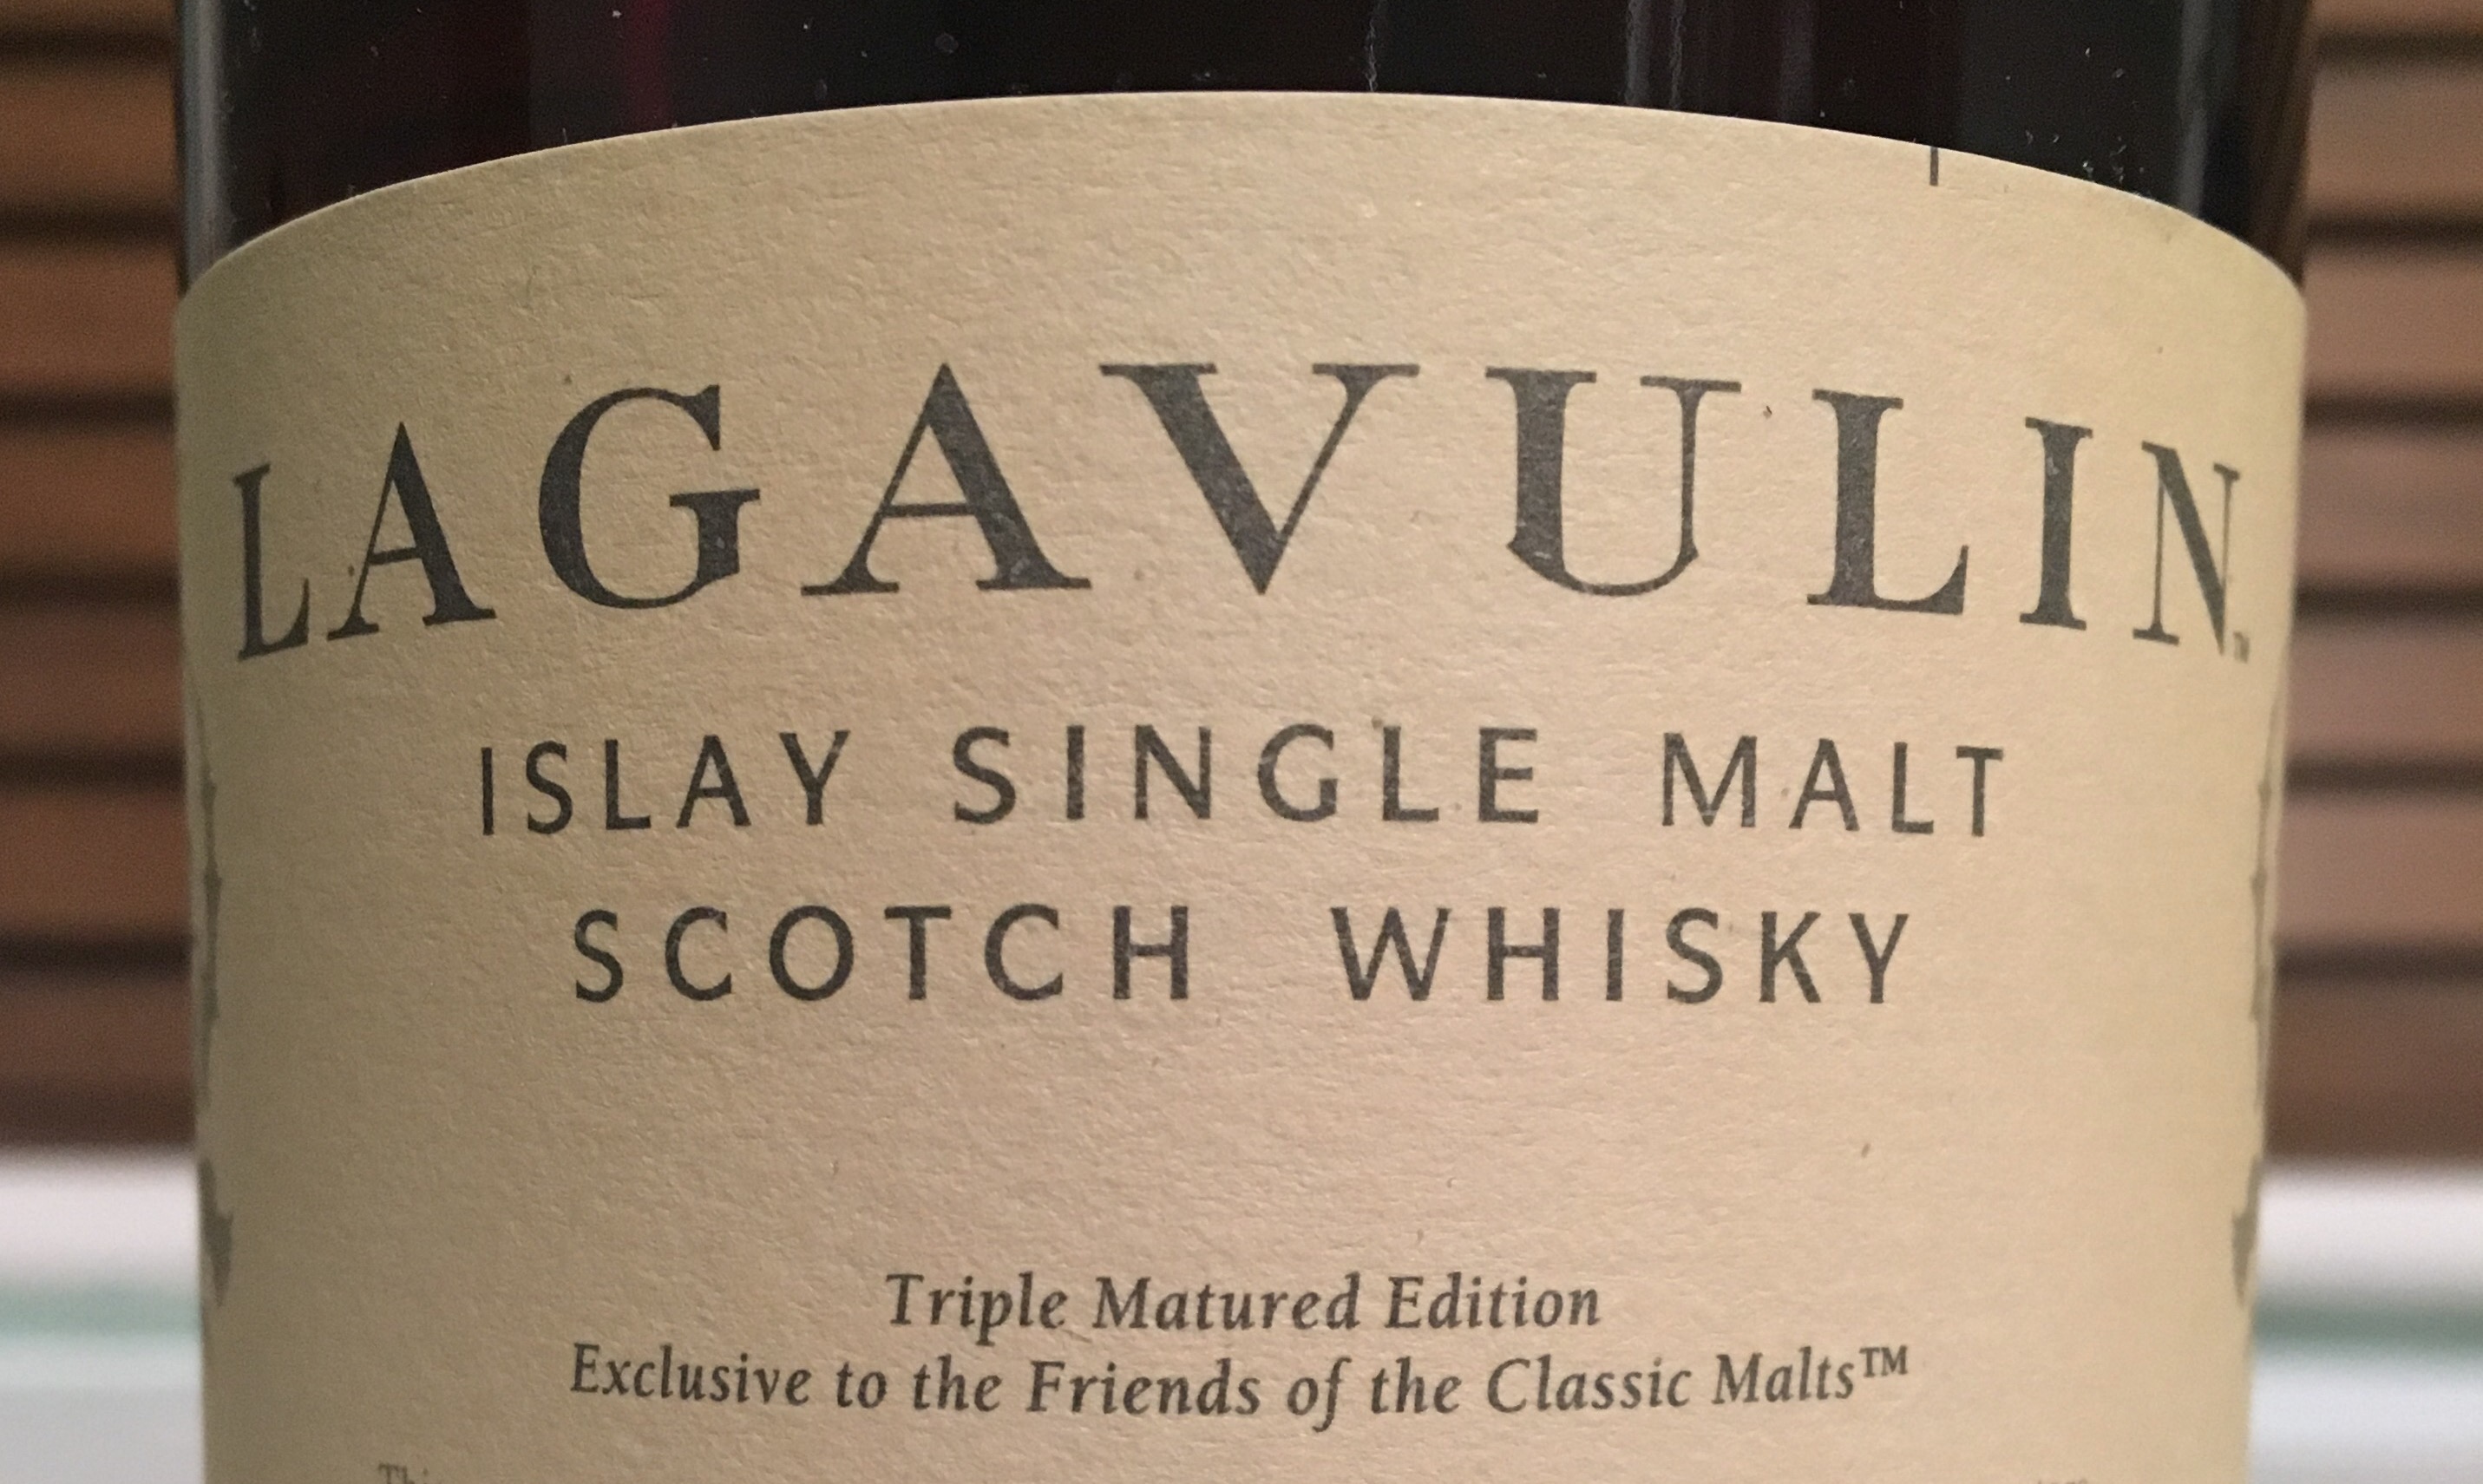 LAGAVULIN™
ISLAY SINGLE MALT
SCOTCH WHISKY
Triple Matured Edition
Exclusive to the Friends of the Classic Malts™